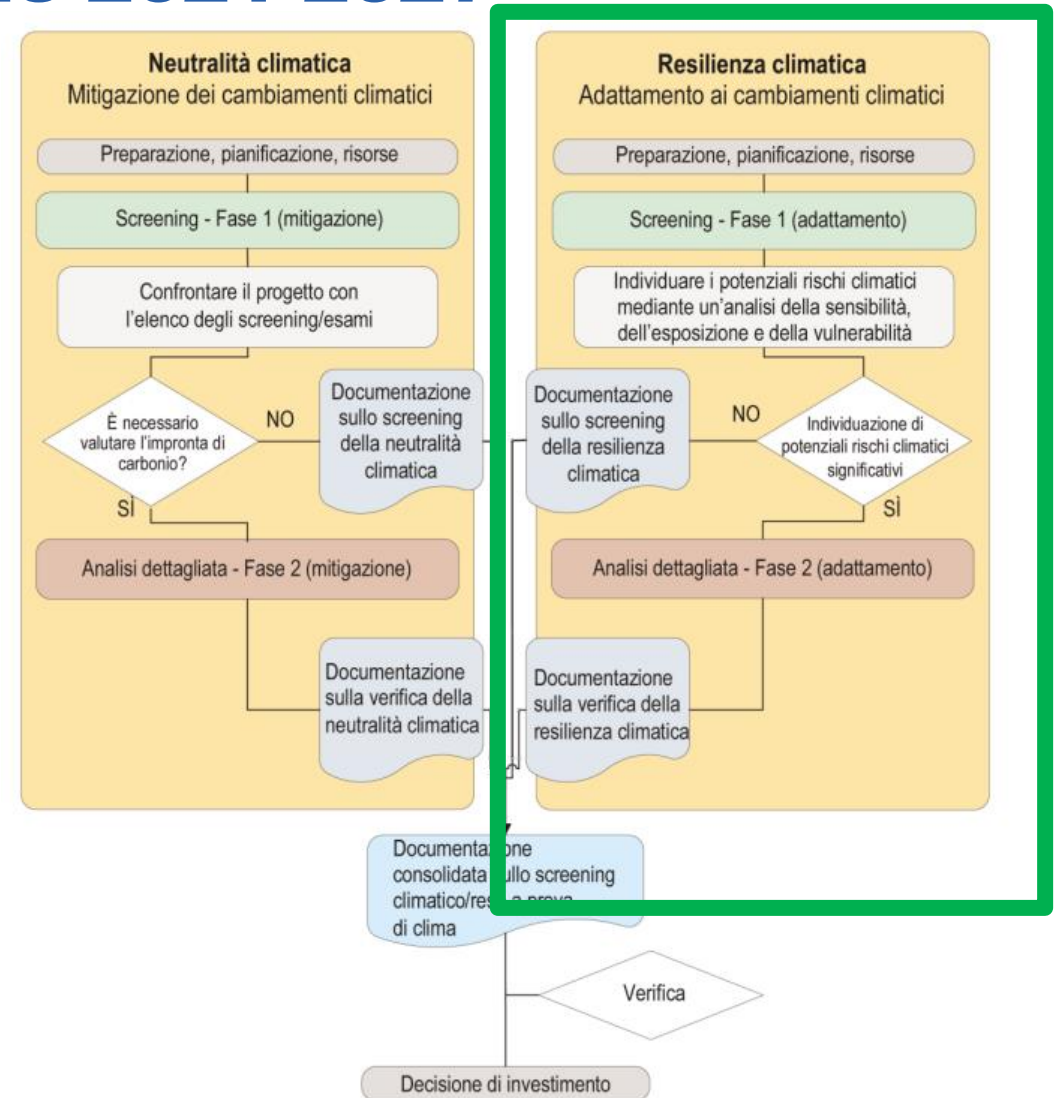 2021-2027
Neutralità climatica
Mitigazione dei cambiamenti climatici
Preparazione, pianificazione, risorse
Screening - Fase 1 (mitigazione)
Confrontare il progetto con
l'elenco degli screening/esami
È necessario
valutare l'impronta di
carbonio?
NO
SÌ
Documentazione
sullo screening
della neutralità
climatica
Analisi dettagliata - Fase 2 (mitigazione)
Documentazione
sulla verifica della
neutralità climatica
Resilienza climatica
Adattamento ai cambiamenti climatici
Preparazione, pianificazione, risorse
Screening - Fase 1 (adattamento)
Individuare i potenziali rischi climatici
mediante un'analisi della sensibilità,
dell'esposizione e della vulnerabilità
Documentazione
sullo screening
della resilienza
climatica
NO
Individuazione di
potenziali rischi climatici
significativi
SÌ
Analisi dettagliata - Fase 2 (adattamento)
Documentazione
sulla verifica della
resilienza climatica
Documentazione
consolidata sullo screening
climatico/resa a prova
di clima
Verifica
Decisione di investimento